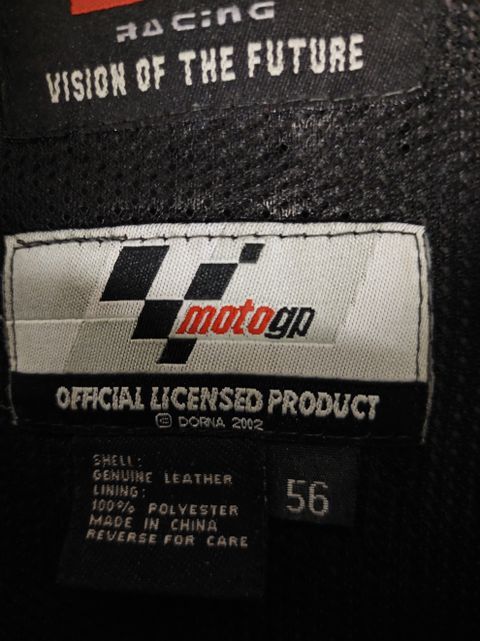 RACING
VISION OF THE FUTURE
motogp
OFFICIAL LICENSED PRODUCT
© DORNA 2002
SHELL:
GENUINE LEATHER
LINING:
100% POLYESTER
MADE IN CHINA
REVERSE FOR CARE
56